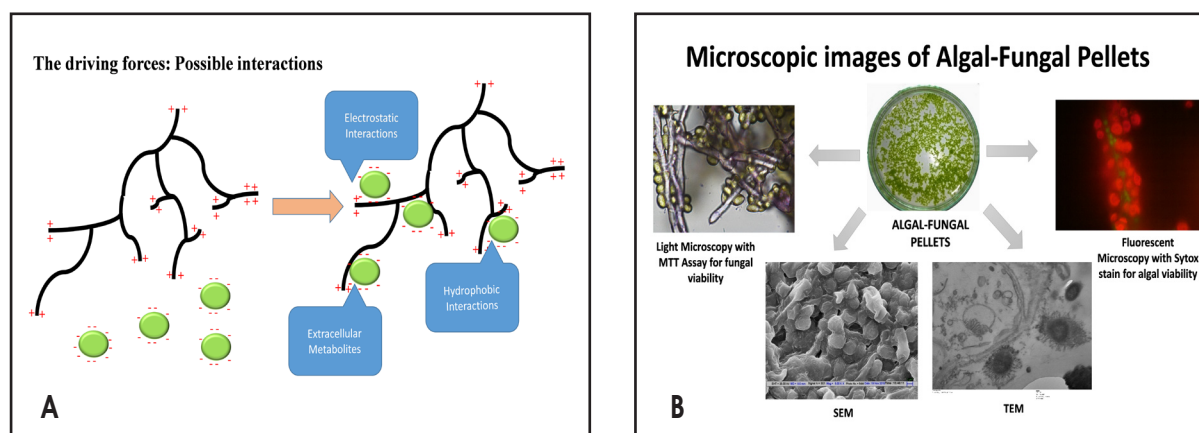 The driving forces: Possible interactions
Electrostatic
Interactions
Hydrophobic
Interactions
Extracellular
Metabolites
A
Microscopic images of Algal-Fungal Pellets
ALGAL-FUNGAL
PELLETS
Light Microscopy with
MTT Assay for fungal
viability
Fluorescent
Microscopy with Sytox
stain for algal viability
SEM
TEM
B